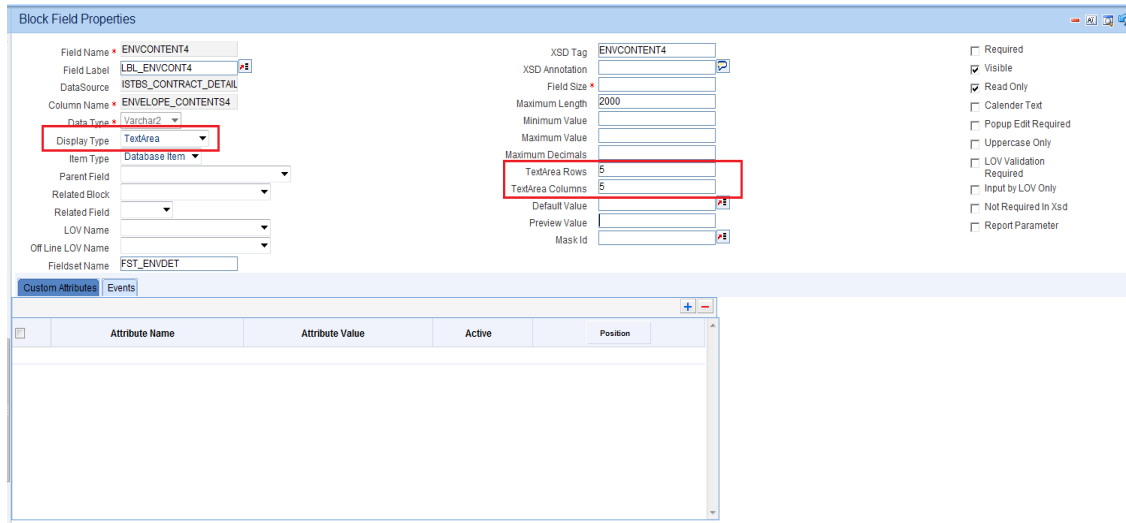 Block Field Properties
Field Name * ENVCONTENT4
Field Label LBL_ENVCONT4
DataSource ISTBS_CONTRACT_DETAIL
Column Name * ENVELOPE_CONTENTS4
Data Type * Varchar2
Display Type TextArea
Item Type Database Item
Parent Field
Related Block
Related Field
LOV Name
Off Line LOV Name
Fieldset Name FST_ENVDET
XSD Tag ENVCONTENT4
XSD Annotation
Field Size *
Maximum Length 2000
Minimum Value
Maximum Value
Maximum Decimals
TextArea Rows 5
TextArea Columns 5
Default Value
Preview Value
Mask Id
Required
Visible
Read Only
Calender Text
Popup Edit Required
Uppercase Only
LOV Validation
Required
Input by LOV Only
Not Required In Xsd
Report Parameter
Custom Attributes Events
Attribute Name Attribute Value Active Position